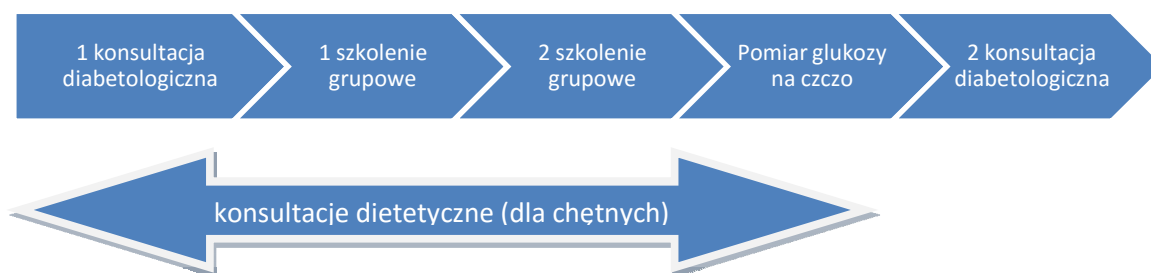 1 konsultacja
diabetologiczna
1 szkolenie
grupowe
2 szkolenie
grupowe
Pomiar glukozy
na czczo
2 konsultacja
diabetologiczna
konsultacje dietetyczne (dla chętnych)